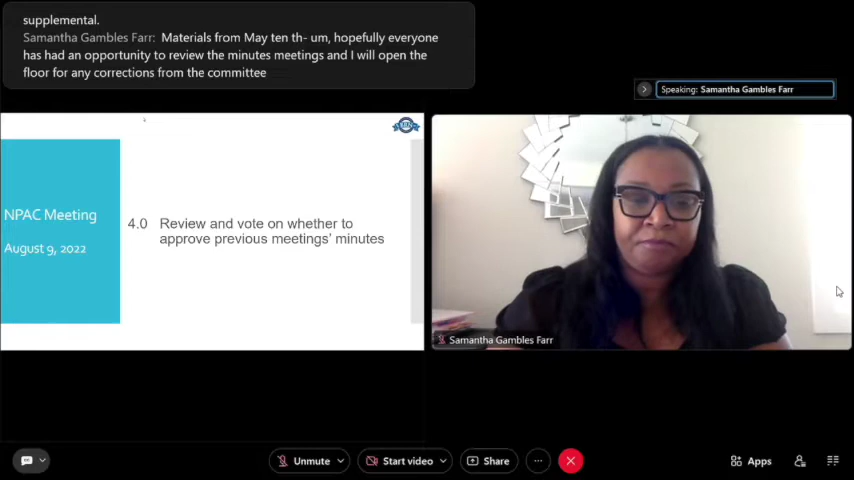 supplemental.
Samantha Gambles Farr: Materials from May ten th- um, hopefully everyone
has had an opportunity to review the minutes meetings and I will open the
floor for any corrections from the committee
Speaking: Samantha Gambles Farr
NPAC Meeting
August 9, 2022
4.0 Review and vote on whether to
approve previous meetings' minutes
Samantha Gambles Farr
Unmute
Start video
Share
Apps